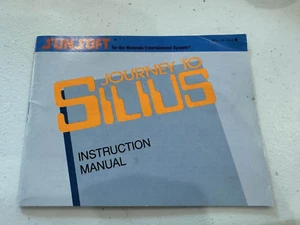 SUNSOFT
for the Nintendo Entertainment System
JOURNEY TO
SILIUS
INSTRUCTION
MANUAL